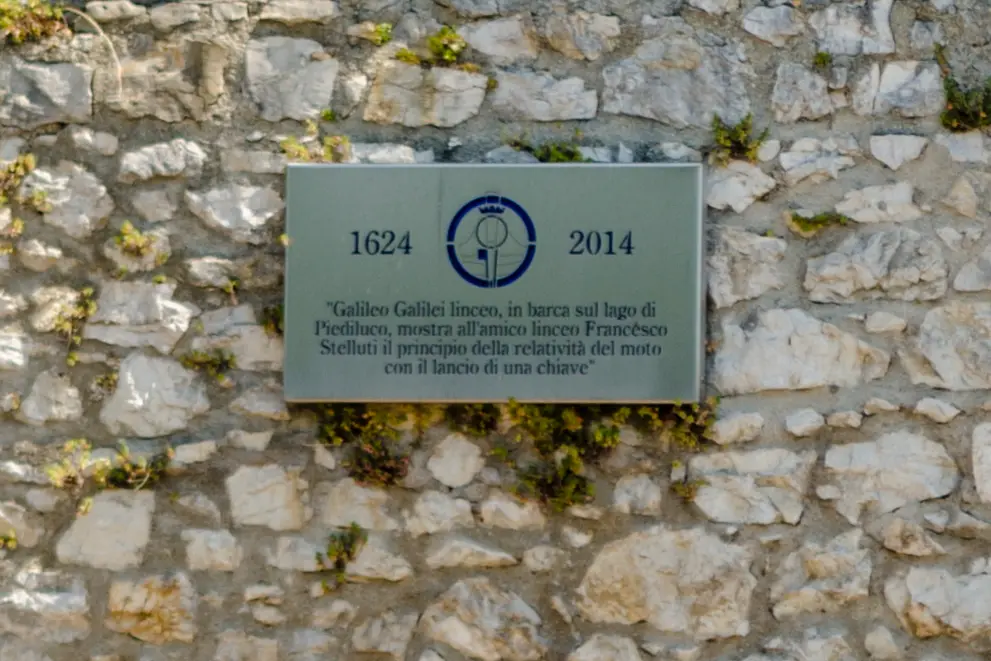 1624 2014
"Galileo Galilei linceo, in barca sul lago di
Piediluco, mostra all'amico linceo Francesco
Stelluti il principio della relatività del moto
con il lancio di una chiave"